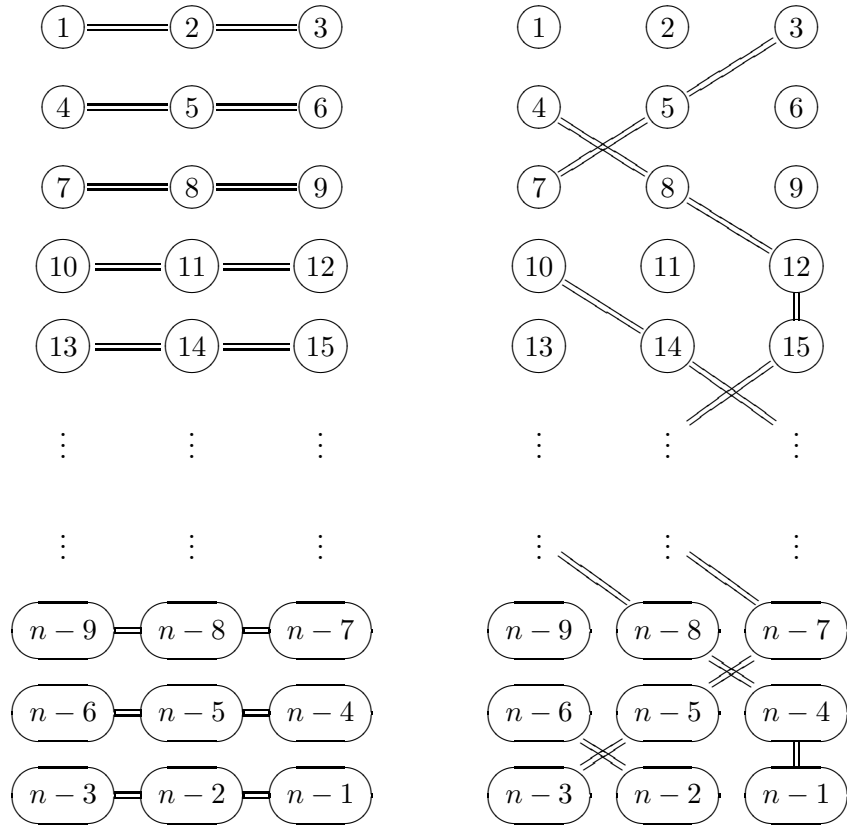 1 2 3 1 2 3
4 5 6 4 5 6
7 8 9 7 8 9
10 11 12 10 11 12
13 14 15 13 14 15
⋮ ⋮ ⋮ ⋮ ⋮ ⋮
⋮ ⋮ ⋮ ⋮ ⋮ ⋮
n − 9 n − 8 n − 7 n − 9 n − 8 n − 7
n − 6 n − 5 n − 4 n − 6 n − 5 n − 4
n − 3 n − 2 n − 1 n − 3 n − 2 n − 1